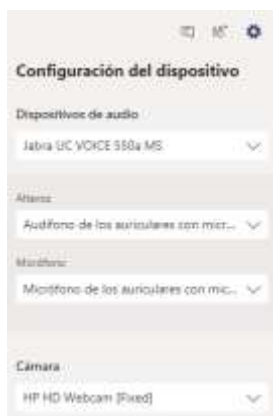 Configuración del dispositivo
Dispositivos de audio
Jabra UC VOICE 550a MS
Altavoz
Audífono de los auriculares con micr...
Micrófono
Micrófono de los auriculares con mic...
Cámara
HP HD Webcam [Fixed]